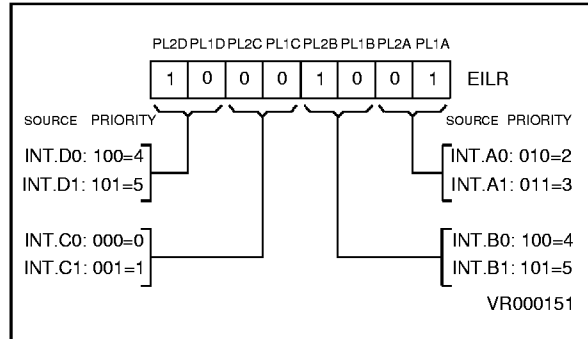 PL2D PL1D PL2C PL1C PL2B PL1B PL2A PL1A
1 0 0 0 1 0 0 1 EILR
SOURCE PRIORITY SOURCE PRIORITY
INT.D0: 100=4 INT.A0: 010=2
INT.D1: 101=5 INT.A1: 011=3
INT.C0: 000=0 INT.B0: 100=4
INT.C1: 001=1 INT.B1: 101=5
VR000151